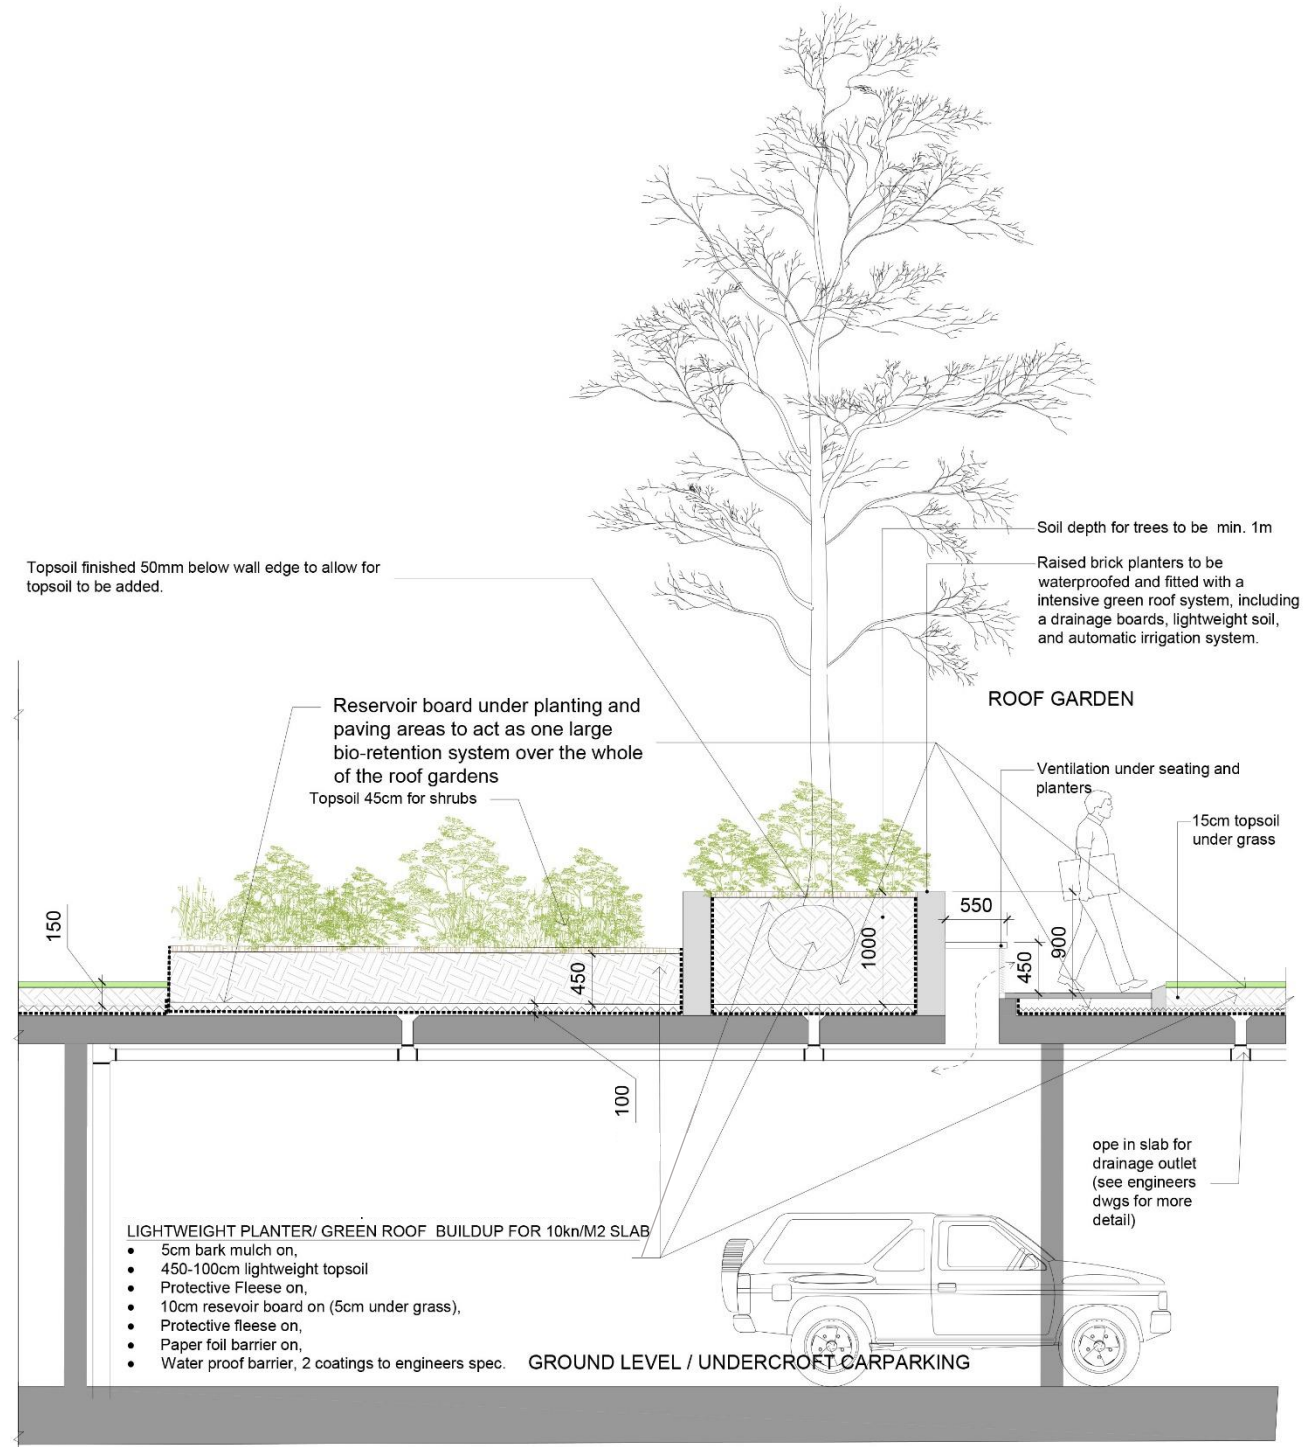 Soil depth for trees to be  min. 1m
Raised brick planters to be
waterproofed and fitted with a
intensive green roof system, including
a drainage boards, lightweight soil,
and automatic irrigation system.
Topsoil finished 50mm below wall edge to allow for
topsoil to be added.
ROOF GARDEN
Reservoir board under planting and
paving areas to act as one large
bio-retention system over the whole
of the roof gardens
Topsoil 45cm for shrubs
Ventilation under seating and
planters
15cm topsoil
under grass
150
450
1000
550
450
900
100
ope in slab for
drainage outlet
(see engineers
dwgs for more
detail)
LIGHTWEIGHT PLANTER/ GREEN ROOF  BUILDUP FOR 10kn/M2 SLAB
• 5cm bark mulch on,
• 450-100cm lightweight topsoil
• Protective Fleese on,
• 10cm resevoir board on (5cm under grass),
• Protective fleese on,
• Paper foil barrier on,
• Water proof barrier, 2 coatings to engineers spec.
GROUND LEVEL / UNDERCROFT CARPARKING